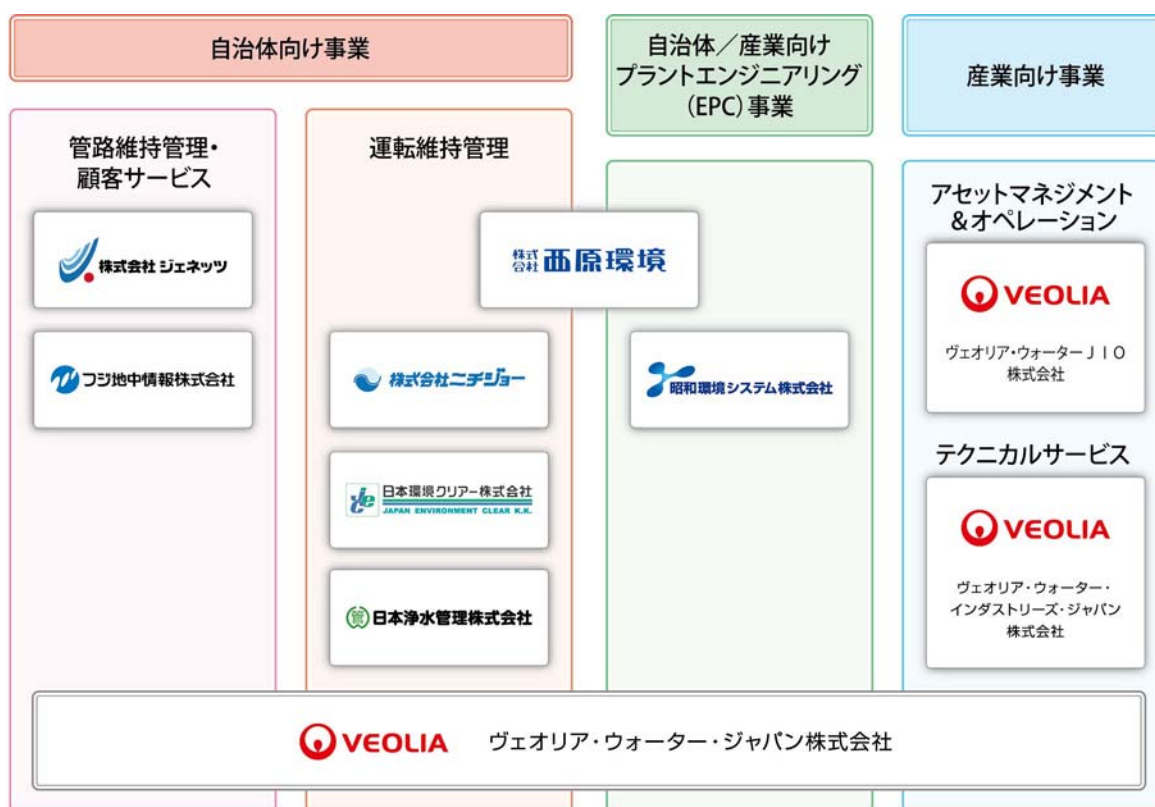 自治体向け事業
管路維持管理・
顧客サービス
株式会社 ジェネッツ
フジ地中情報株式会社
運転維持管理
株式
会社 西原環境
株式会社ニチジョー
jec 日本環境クリアー株式会社
JAPAN ENVIRONMENT CLEAR K.K.
管 日本浄水管理株式会社
自治体／産業向け
プラントエンジニアリング
（EPC）事業
昭和環境システム株式会社
産業向け事業
アセットマネジメント
＆オペレーション
VEOLIA
ヴェオリア・ウォーターＪＩＯ
株式会社
テクニカルサービス
VEOLIA
ヴェオリア・ウォーター・
インダストリーズ・ジャパン
株式会社
VEOLIA ヴェオリア・ウォーター・ジャパン株式会社